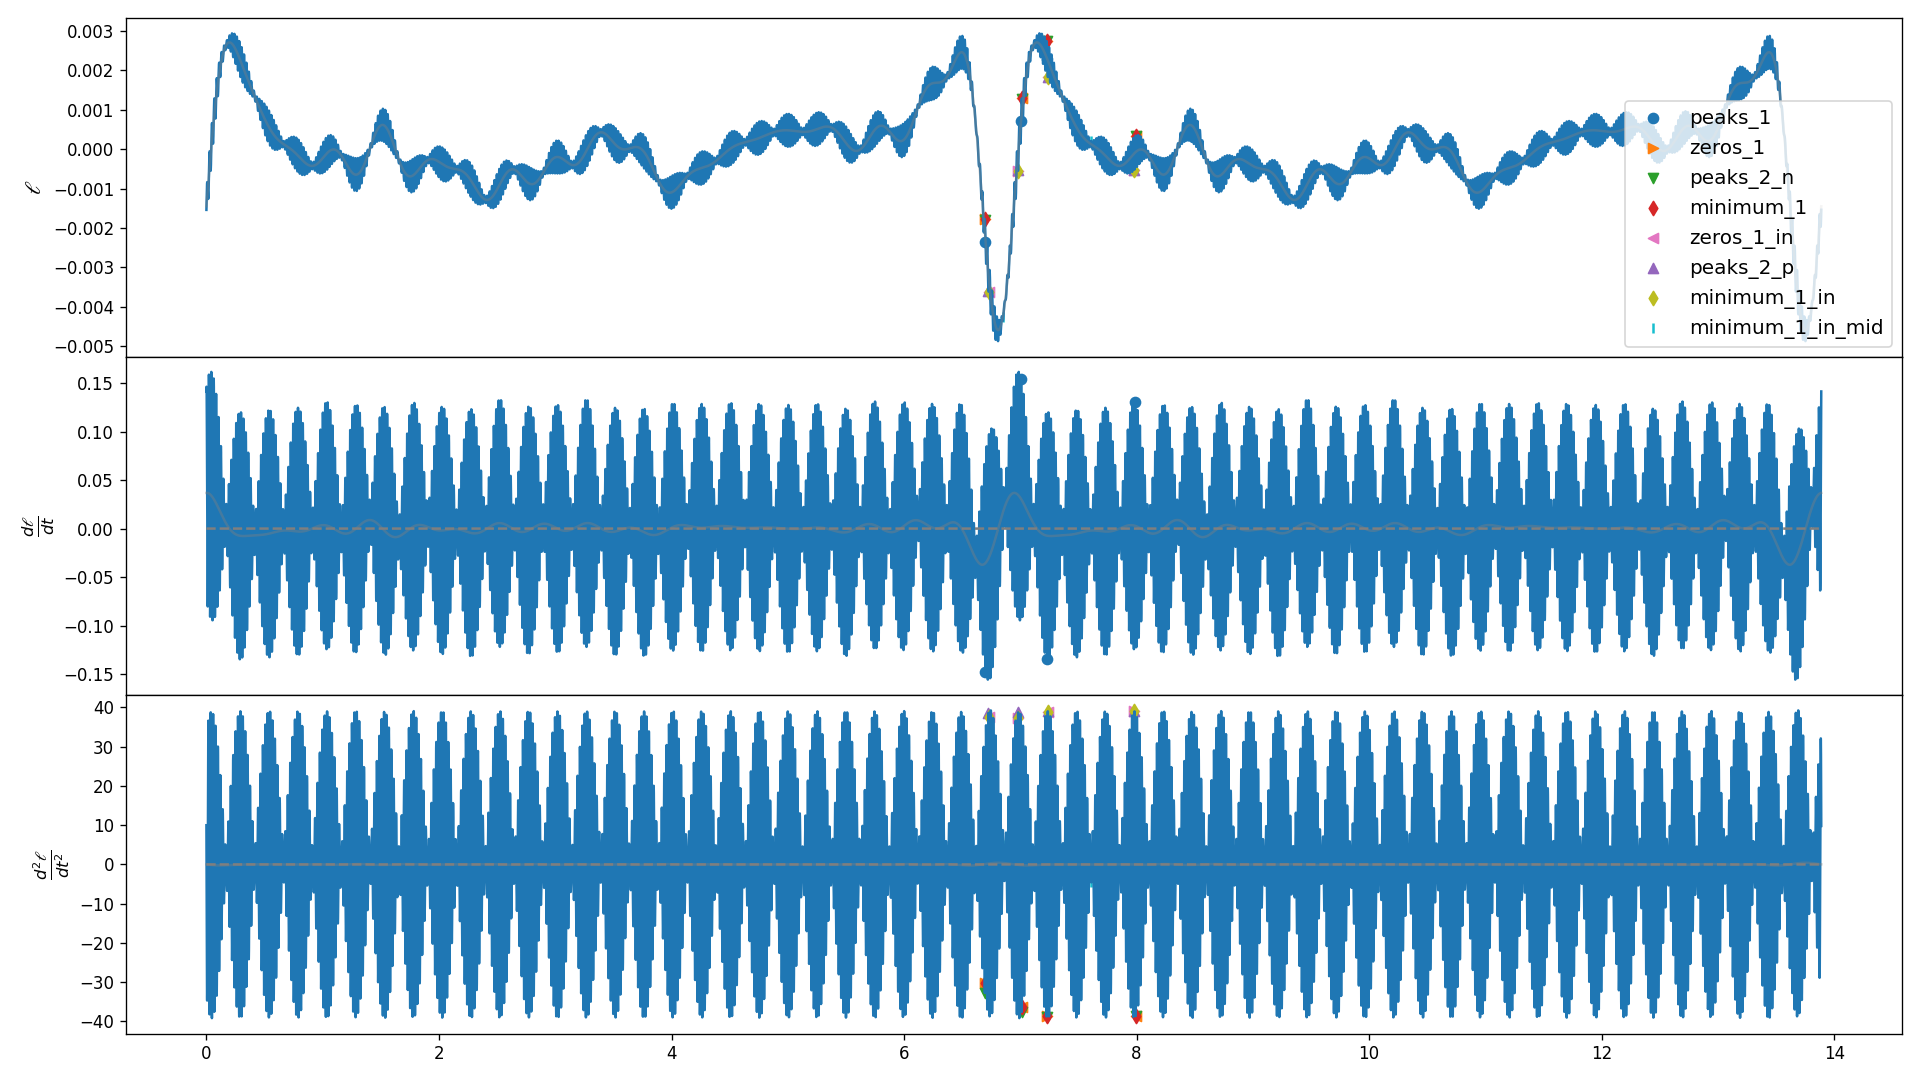 0.003
0.002
0.001
0.000
−0.001
−0.002
−0.003
−0.004
−0.005
ℓ
peaks_1
zeros_1
peaks_2_n
minimum_1
zeros_1_in
peaks_2_p
minimum_1_in
minimum_1_in_mid
0.15
0.10
0.05
0.00
−0.05
−0.10
−0.15
dℓ
dt
40
30
20
10
0
−10
−20
−30
−40
d²ℓ
dt²
0 2 4 6 8 10 12 14